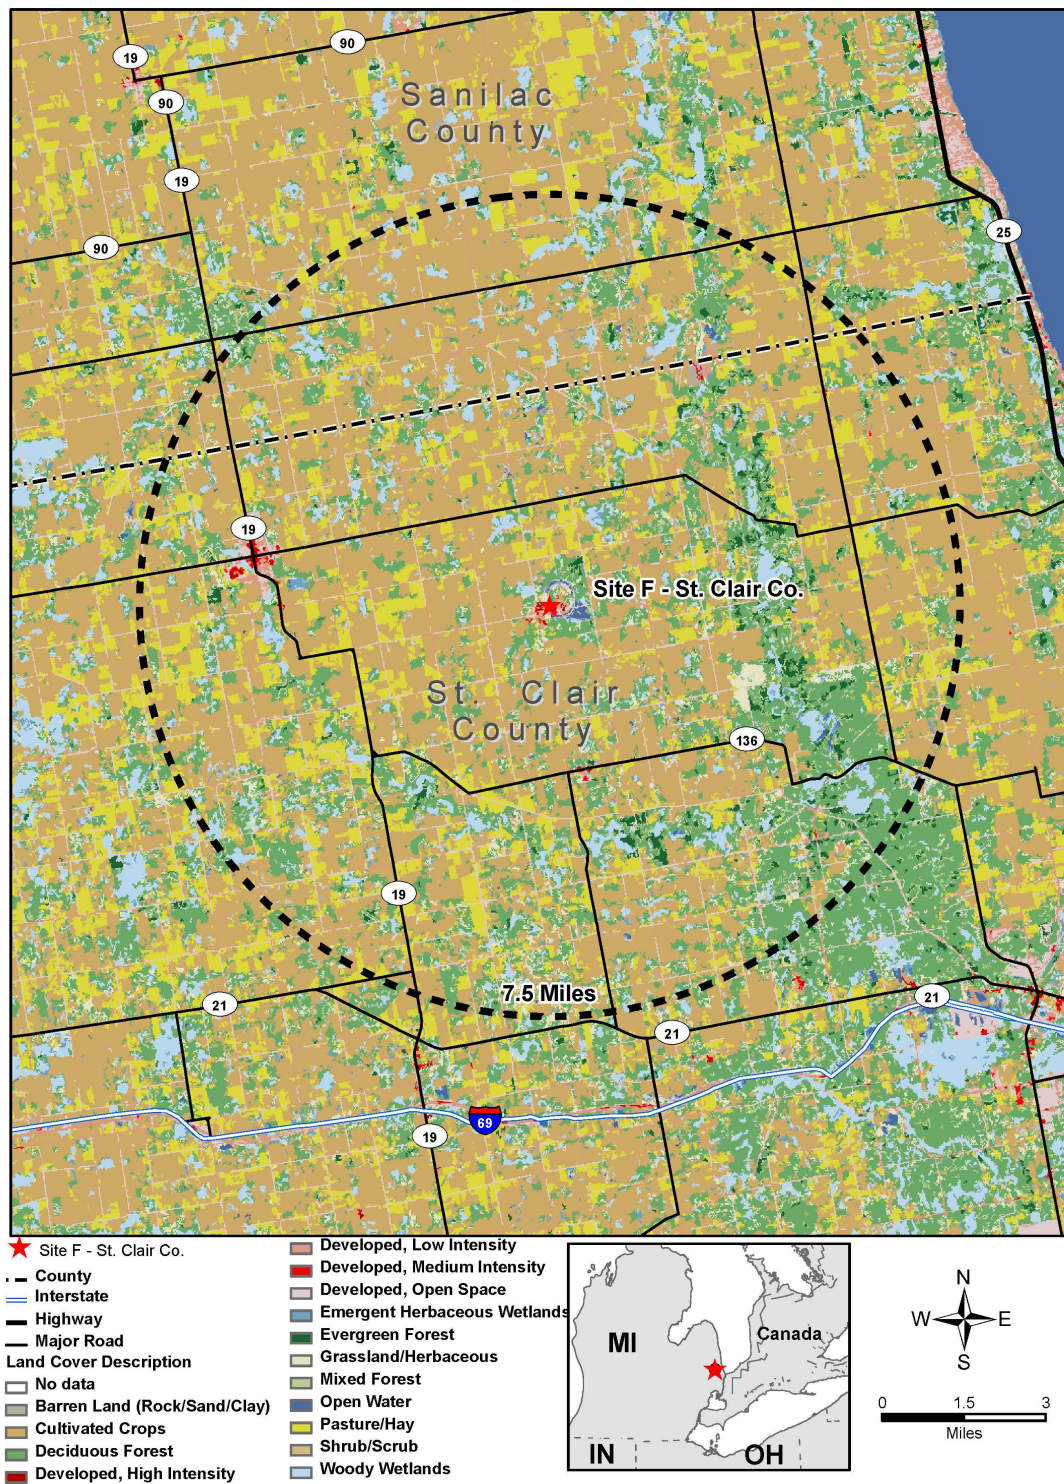 90
19
90
Sanilac
County
19
90
25
19
Site F - St. Clair Co.
St. Clair
County
136
19
7.5 Miles
21
21
21
69
19
Site F - St. Clair Co.
County
Interstate
Highway
Major Road
Land Cover Description
No data
Barren Land (Rock/Sand/Clay)
Cultivated Crops
Deciduous Forest
Developed, High Intensity
Developed, Low Intensity
Developed, Medium Intensity
Developed, Open Space
Emergent Herbaceous Wetlands
Evergreen Forest
Grassland/Herbaceous
Mixed Forest
Open Water
Pasture/Hay
Shrub/Scrub
Woody Wetlands
MI
Canada
IN
OH
N
W E
S
0 1.5 3
Miles